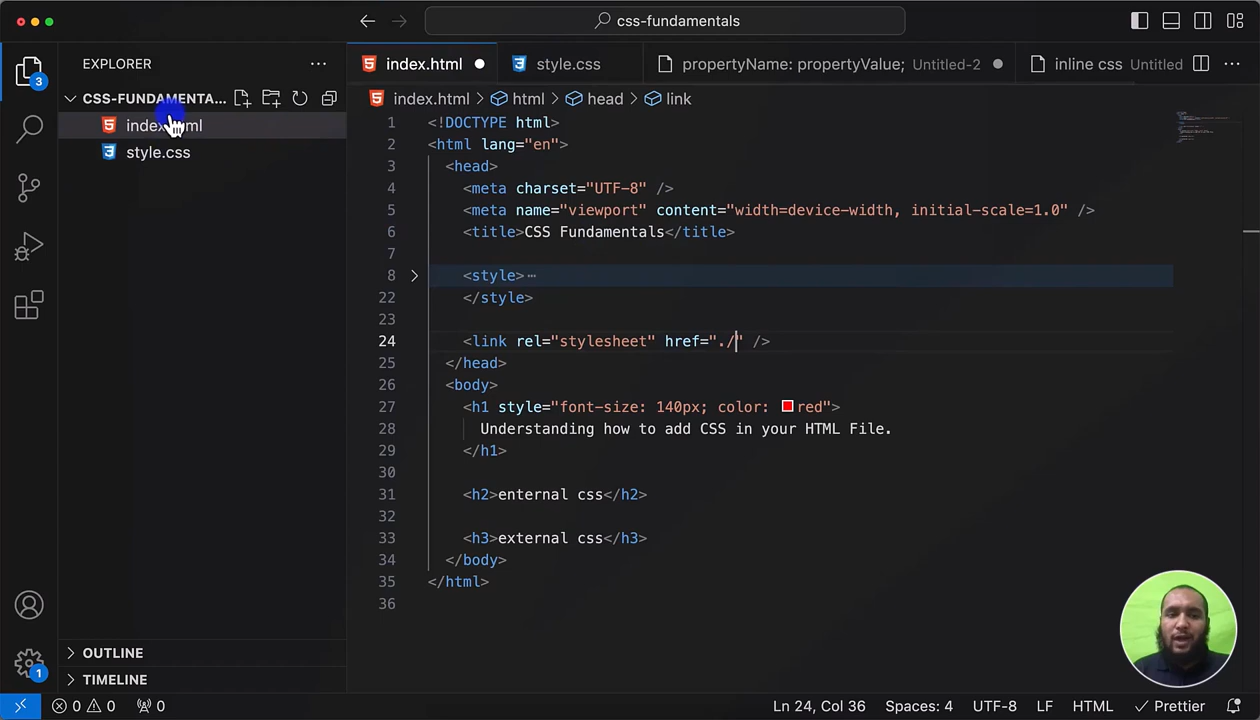 css-fundamentals
EXPLORER
index.html
style.css
propertyName: propertyValue; Untitled-2
inline css Untitled
3
CSS-FUNDAMENTA...
index.html
style.css
index.html > html > head > link
1 <!DOCTYPE html>
2 <html lang="en">
3 <head>
4 <meta charset="UTF-8" />
5 <meta name="viewport" content="width=device-width, initial-scale=1.0" />
6 <title>CSS Fundamentals</title>
7
8 <style>…
22 </style>
23
24 <link rel="stylesheet" href="./" />
25 </head>
26 <body>
27 <h1 style="font-size: 140px; color: red">
28 Understanding how to add CSS in your HTML File.
29 </h1>
30
31 <h2>enternal css</h2>
32
33 <h3>external css</h3>
34 </body>
35 </html>
36
OUTLINE
TIMELINE
1
0 0 0
Ln 24, Col 36
Spaces: 4
UTF-8
LF
HTML
Prettier